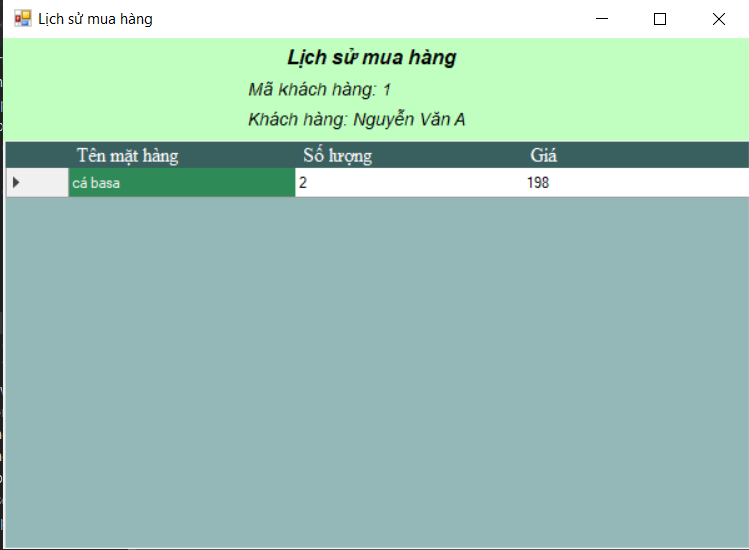 Lịch sử mua hàng
Lịch sử mua hàng
Mã khách hàng: 1
Khách hàng: Nguyễn Văn A
Tên mặt hàng Số lượng Giá
cá basa 2 198